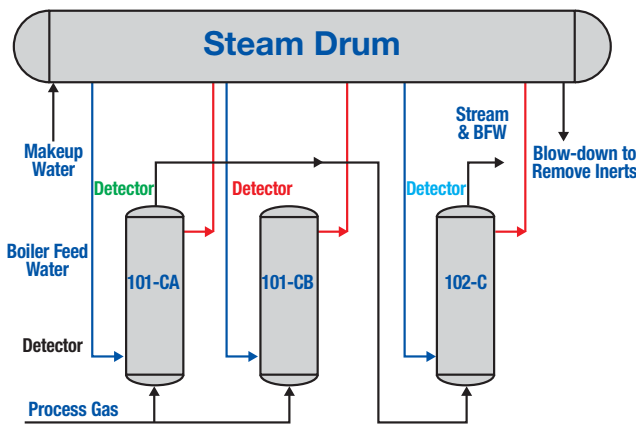 Steam Drum
Makeup
Water
Stream
& BFW
Blow-down to
Remove Inerts
Detector
Detector
Detector
Boiler Feed
Water
101-CA
101-CB
102-C
Detector
Process Gas